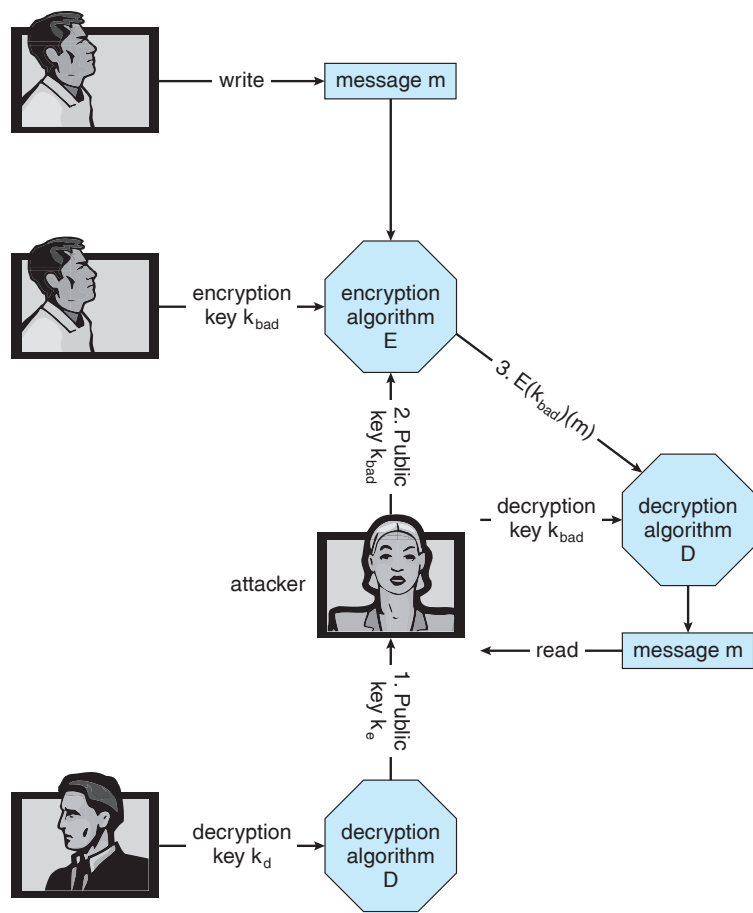 write
message m
encryption
key k_bad
encryption
algorithm
E
3. E(k_bad)(m)
2. Public
key k_bad
decryption
key k_bad
decryption
algorithm
D
attacker
read
message m
1. Public
key k_e
decryption
key k_d
decryption
algorithm
D